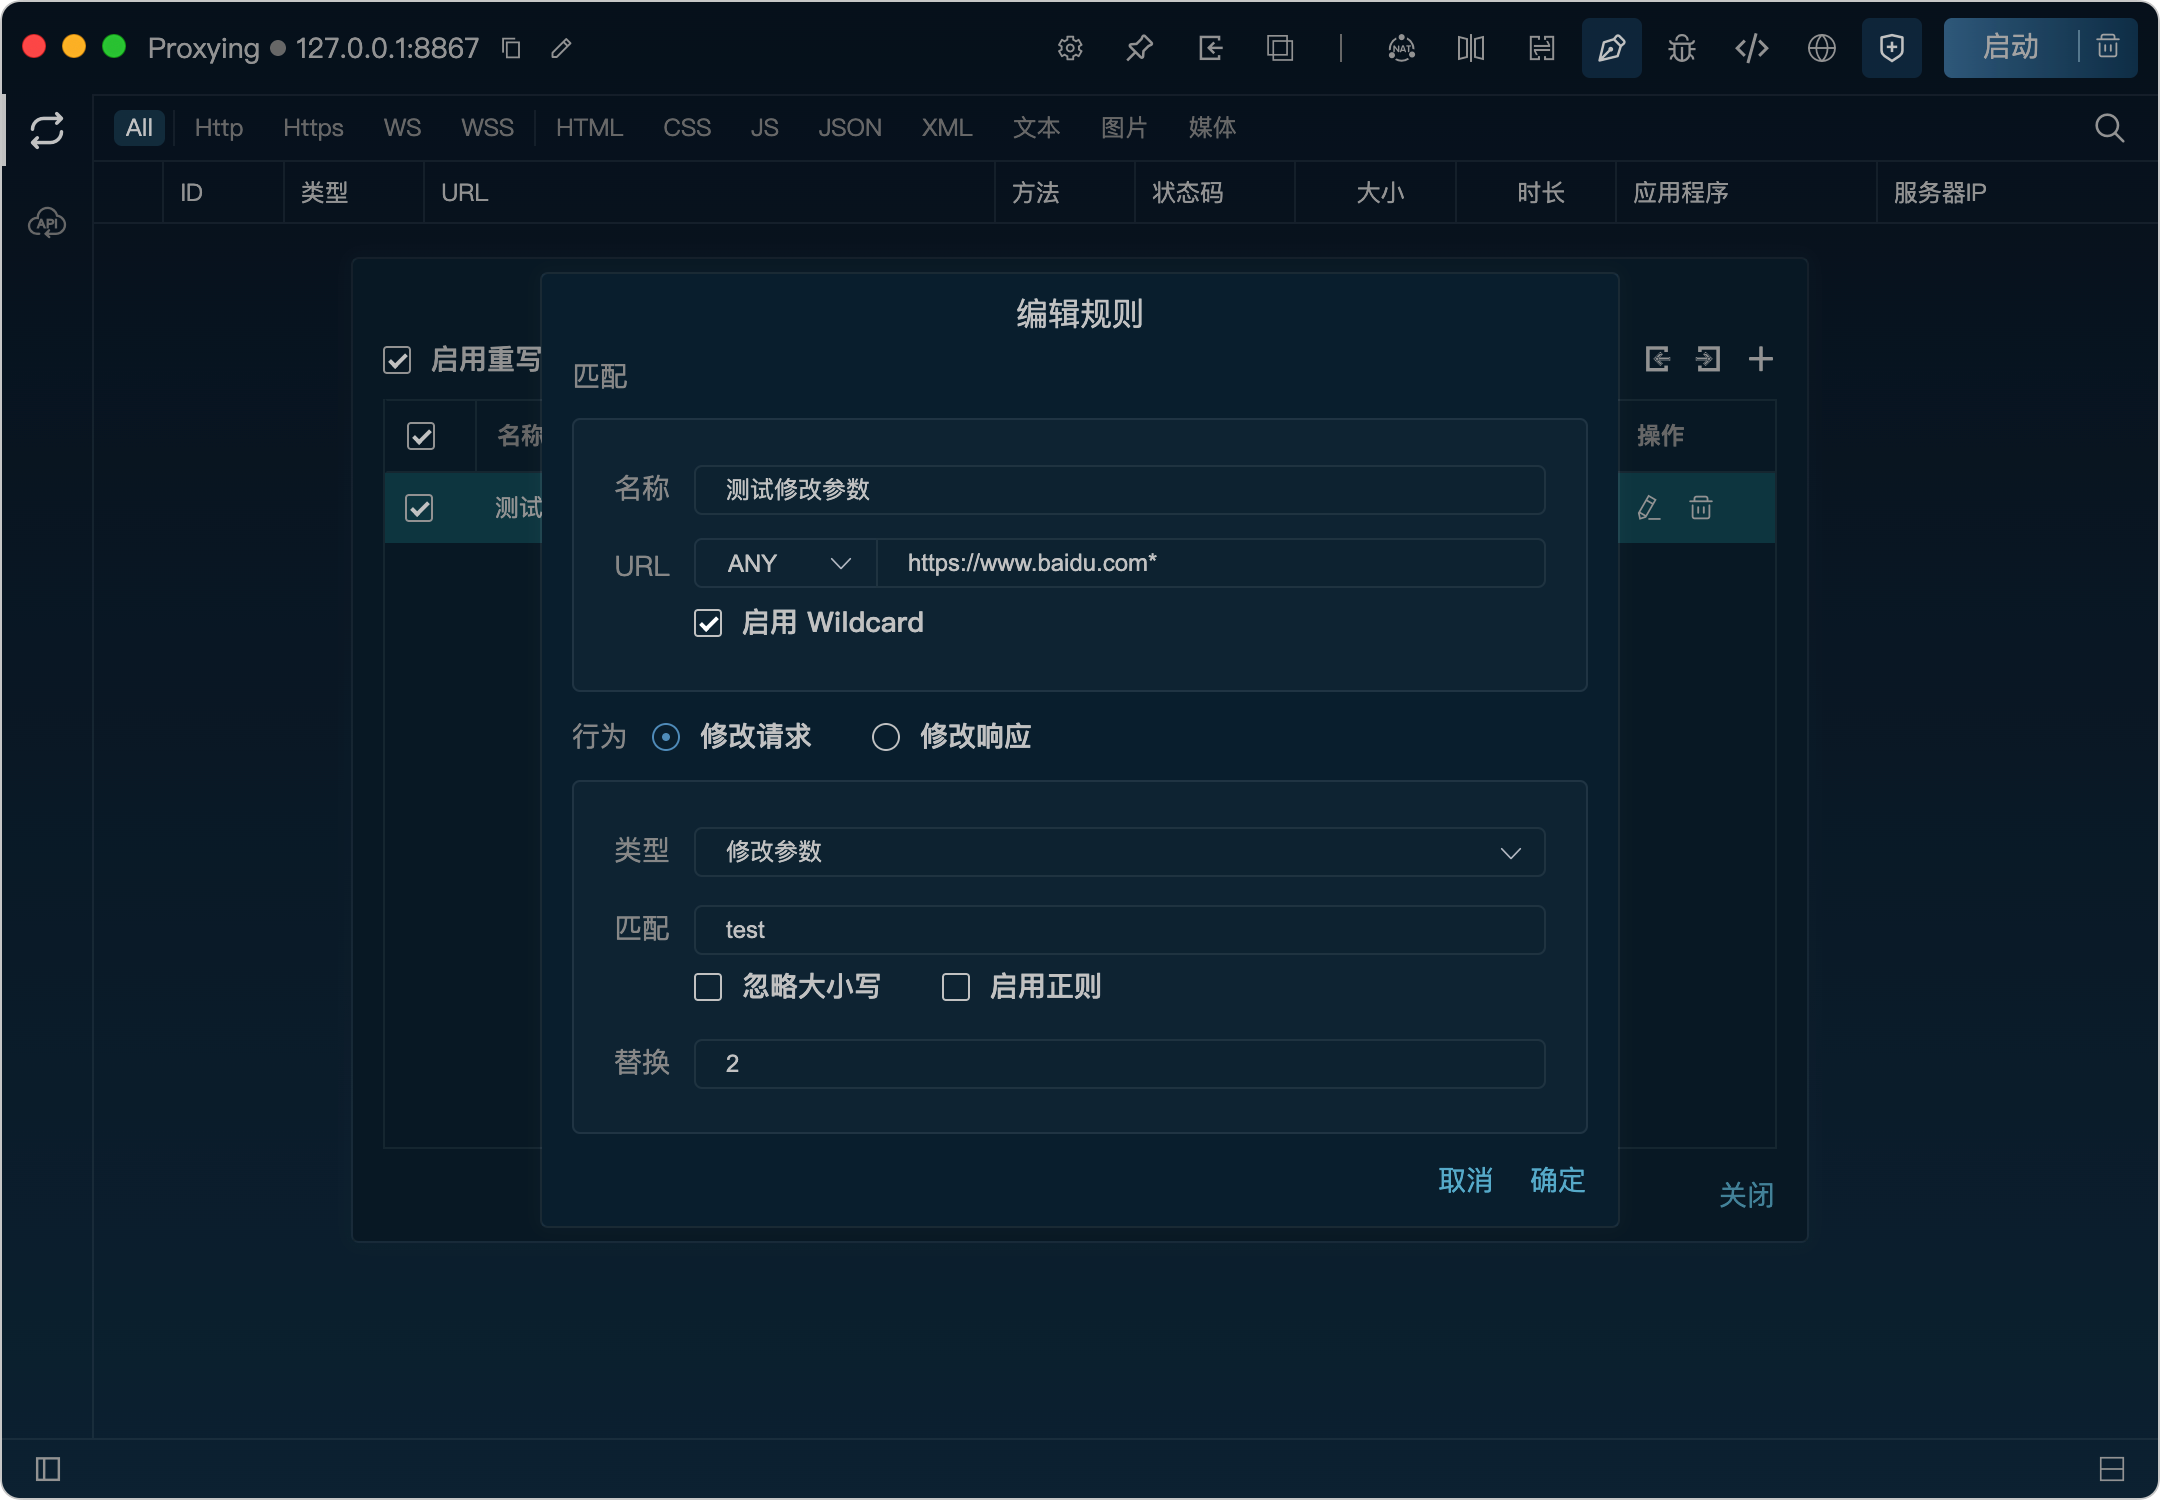 Proxying 127.0.0.1:8867
NAT
启动
All Http Https WS WSS HTML CSS JS JSON XML 文本 图片 媒体
API
ID 类型 URL 方法 状态码 大小 时长 应用程序 服务器IP
编辑规则
启用重写
匹配
名称
操作
名称 测试修改参数
测试
URL ANY https://www.baidu.com*
启用 Wildcard
行为 修改请求 修改响应
类型 修改参数
匹配 test
忽略大小写 启用正则
替换 2
取消 确定
关闭